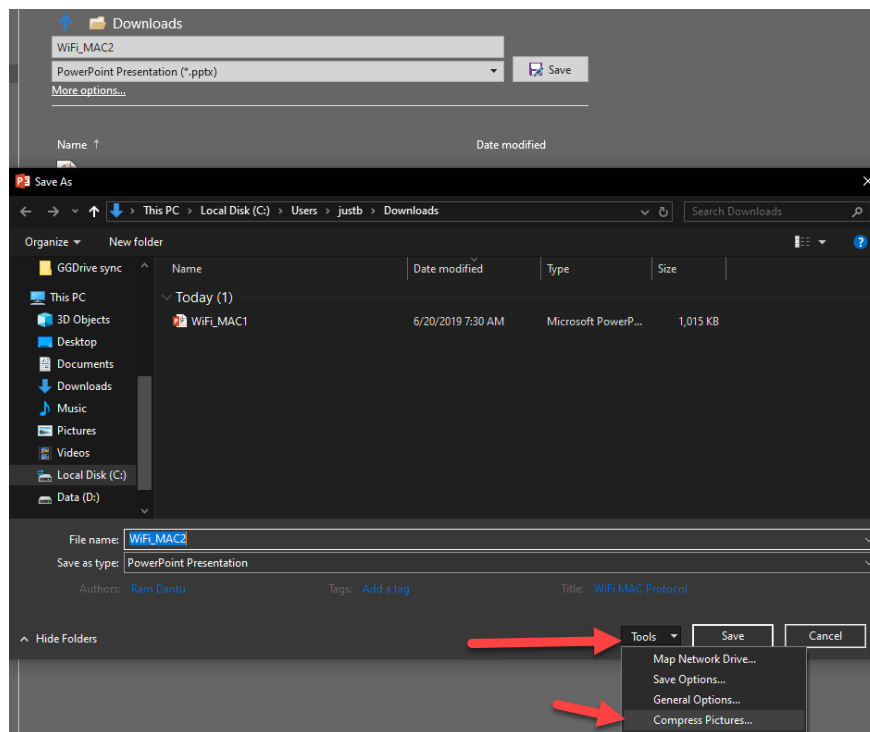 Downloads
WiFi_MAC2
PowerPoint Presentation (*.pptx)
Save
More options...
Name ↑
Date modified
Save As
This PC > Local Disk (C:) > Users > justb > Downloads
Search Downloads
Organize
New folder
GGDrive sync
Name
Date modified
Type
Size
This PC
Today (1)
3D Objects
WiFi_MAC1
6/20/2019 7:30 AM
Microsoft PowerP...
1,015 KB
Desktop
Documents
Downloads
Music
Pictures
Videos
Local Disk (C:)
Data (D:)
File name: WiFi_MAC2
Save as type: PowerPoint Presentation
Authors: Ram Dantu
Tags: Add a tag
Title: WiFi MAC Protocol
Hide Folders
Tools
Save
Cancel
Map Network Drive...
Save Options...
General Options...
Compress Pictures...